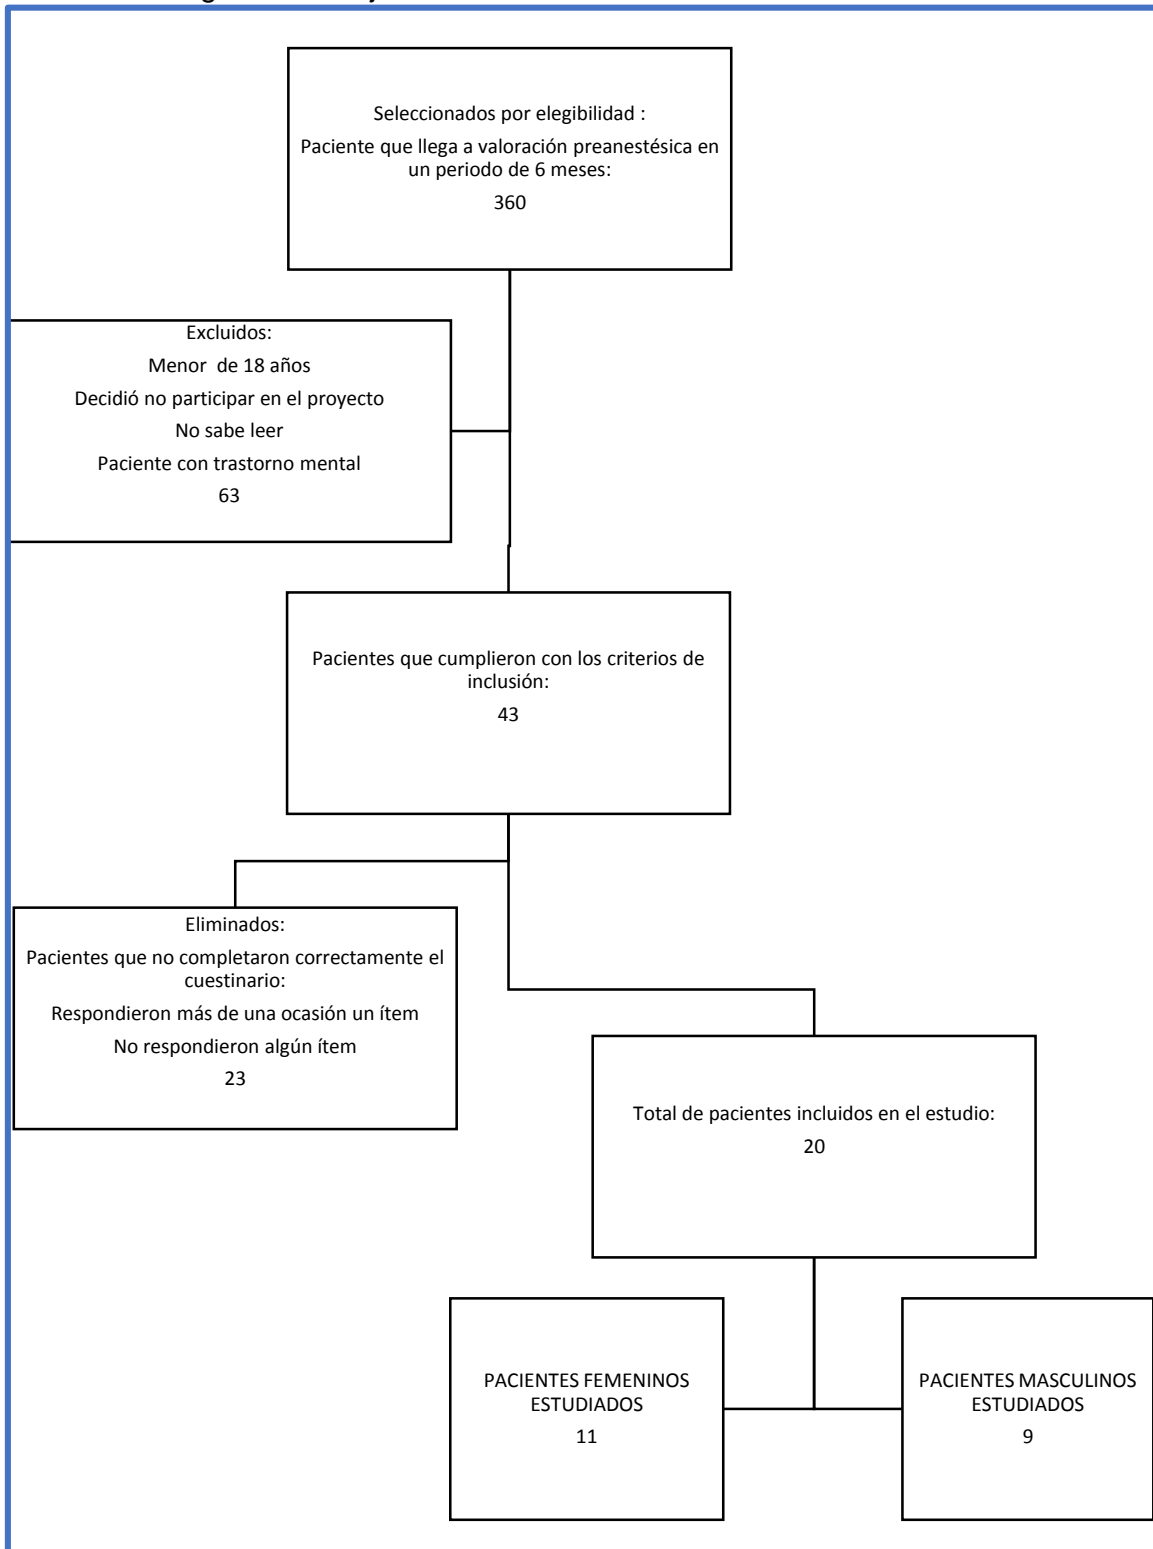 Seleccionados por elegibilidad :
Paciente que llega a valoración preanestésica en
un periodo de 6 meses:
360
Excluidos:
Menor de 18 años
Decidió no participar en el proyecto
No sabe leer
Paciente con trastorno mental
63
Pacientes que cumplieron con los criterios de
inclusión:
43
Eliminados:
Pacientes que no completaron correctamente el
cuestinario:
Respondieron más de una ocasión un ítem
No respondieron algún ítem
23
Total de pacientes incluidos en el estudio:
20
PACIENTES FEMENINOS
ESTUDIADOS
11
PACIENTES MASCULINOS
ESTUDIADOS
9